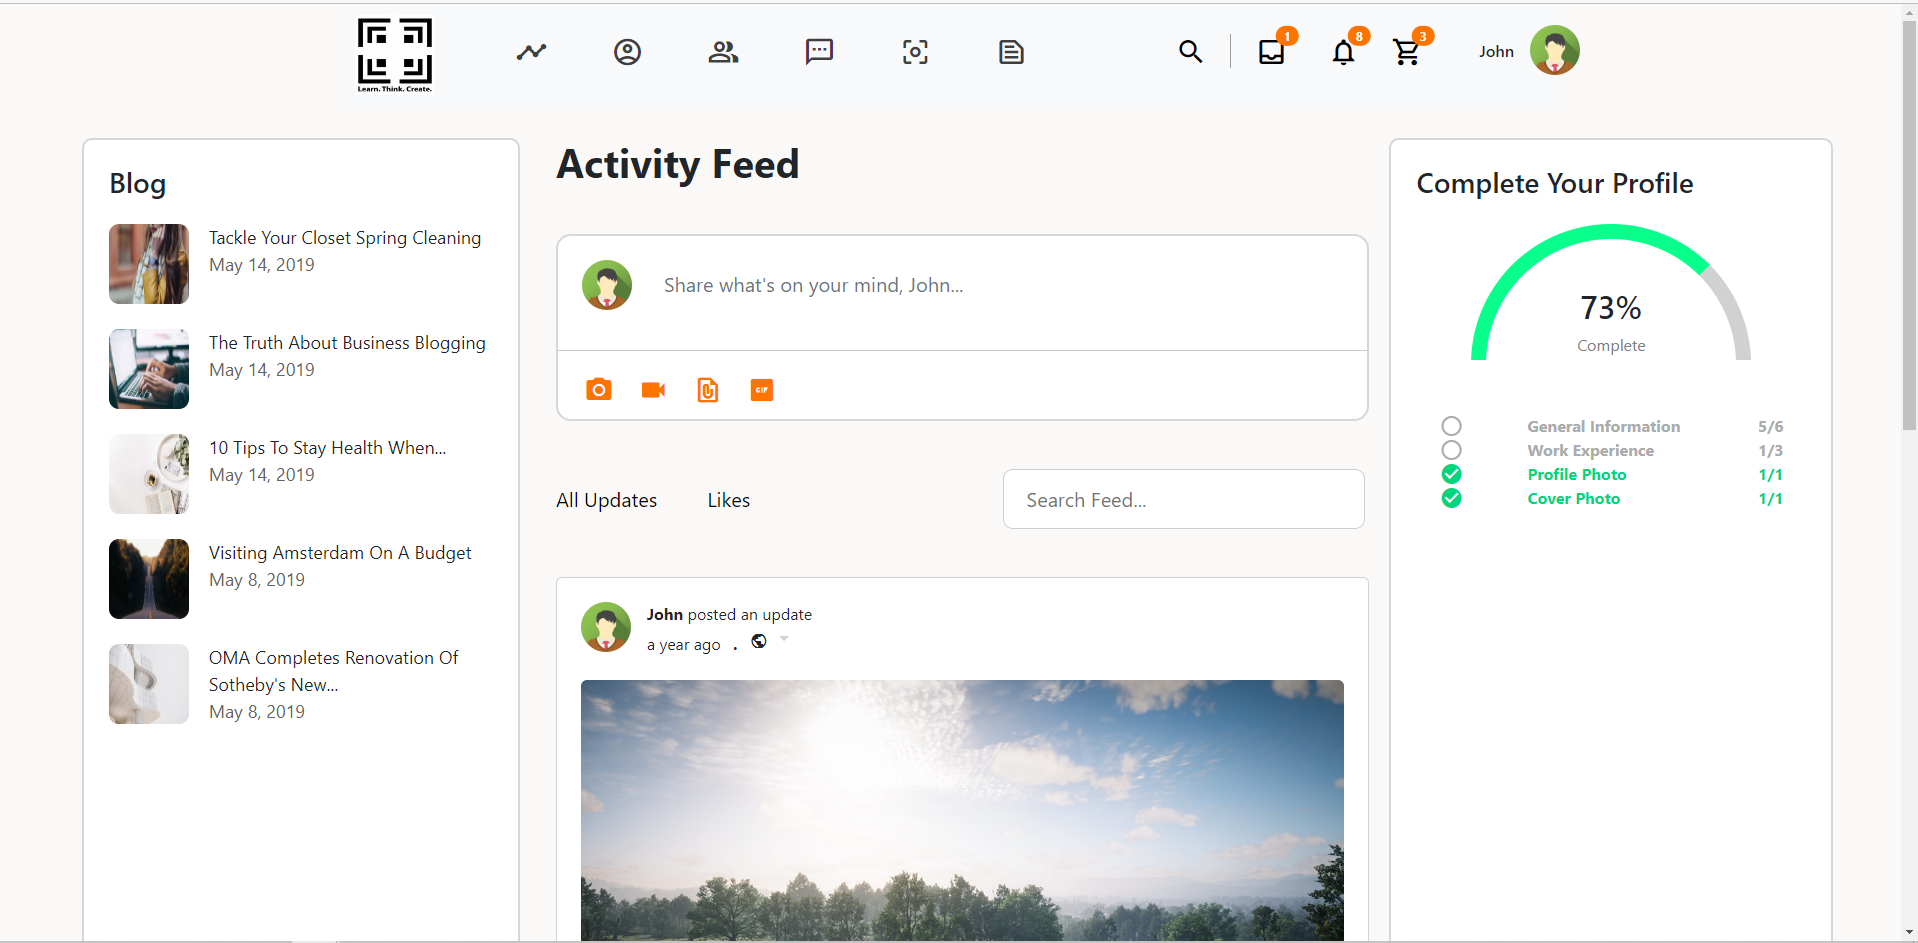 Learn. Think. Create.
1
8
3
John
Blog
Tackle Your Closet Spring Cleaning
May 14, 2019
The Truth About Business Blogging
May 14, 2019
10 Tips To Stay Health When...
May 14, 2019
Visiting Amsterdam On A Budget
May 8, 2019
OMA Completes Renovation Of
Sotheby's New...
May 8, 2019
Activity Feed
Share what's on your mind, John...
GIF
All Updates
Likes
Search Feed...
John posted an update
a year ago .
Complete Your Profile
73%
Complete
General Information 5/6
Work Experience 1/3
Profile Photo 1/1
Cover Photo 1/1